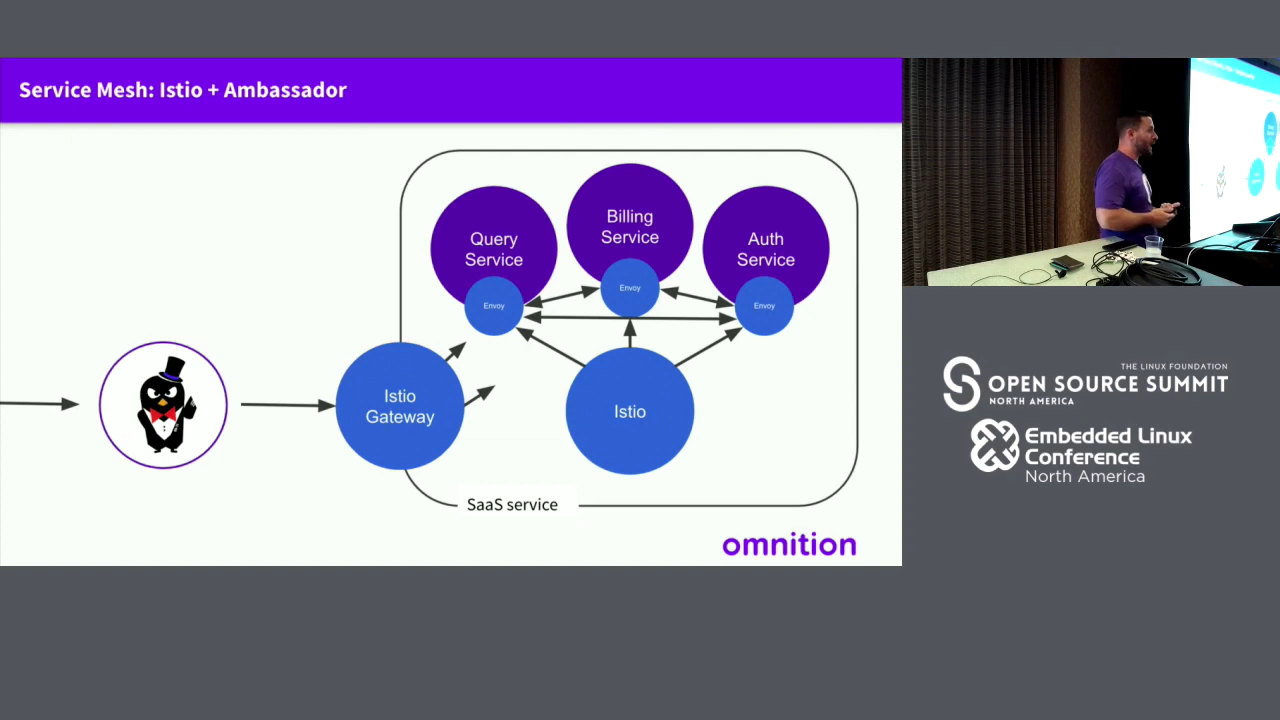 Service Mesh: Istio + Ambassador
Query
Service
Billing
Service
Auth
Service
Envoy
Envoy
Envoy
Istio
Gateway
Istio
SaaS service
omnition
THE LINUX FOUNDATION
OPEN SOURCE SUMMIT
NORTH AMERICA
Embedded Linux
Conference
North America